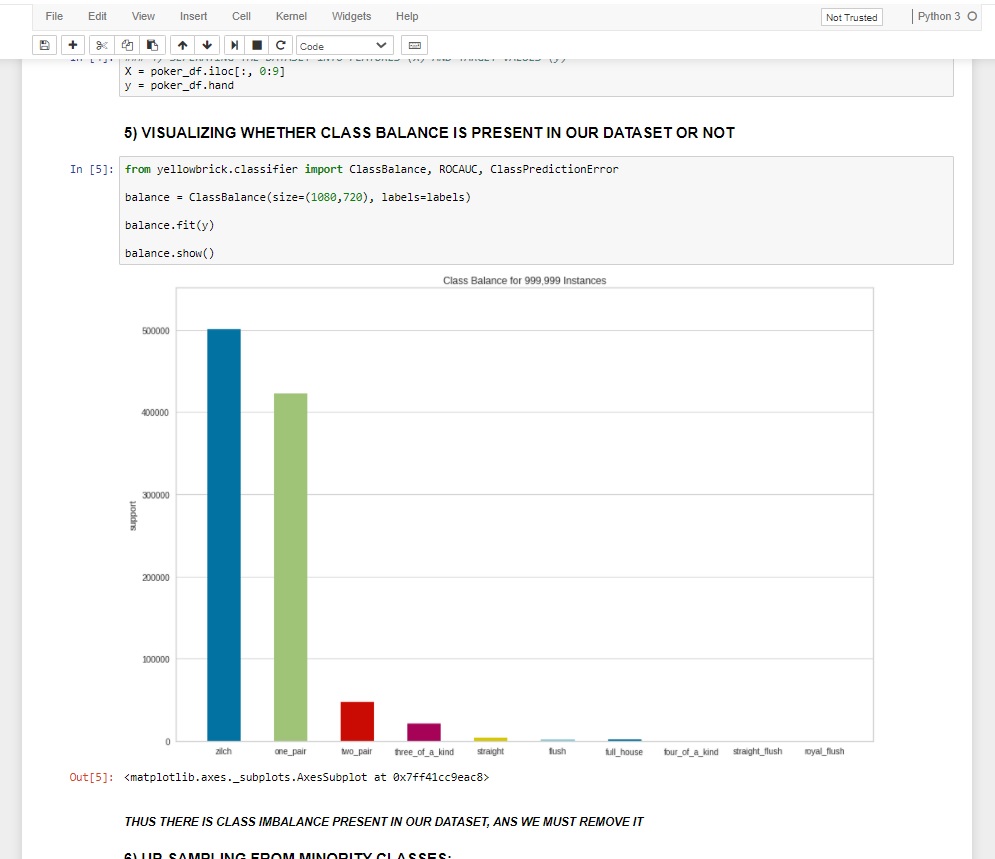 File Edit View Insert Cell Kernel Widgets Help
Not Trusted
Python 3
Code
X = poker_df.iloc[:, 0:9]
y = poker_df.hand
5) VISUALIZING WHETHER CLASS BALANCE IS PRESENT IN OUR DATASET OR NOT
In [5]:
from yellowbrick.classifier import ClassBalance, ROCAUC, ClassPredictionError
balance = ClassBalance(size=(1080,720), labels=labels)
balance.fit(y)
balance.show()
Class Balance for 999,999 Instances
500000
400000
300000
200000
100000
0
support
zilch one_pair two_pair three_of_a_kind straight flush full_house four_of_a_kind straight_flush royal_flush
Out[5]: <matplotlib.axes._subplots.AxesSubplot at 0x7ff41cc9eac8>
THUS THERE IS CLASS IMBALANCE PRESENT IN OUR DATASET, ANS WE MUST REMOVE IT
6) UP-SAMPLING FROM MINORITY CLASSES: